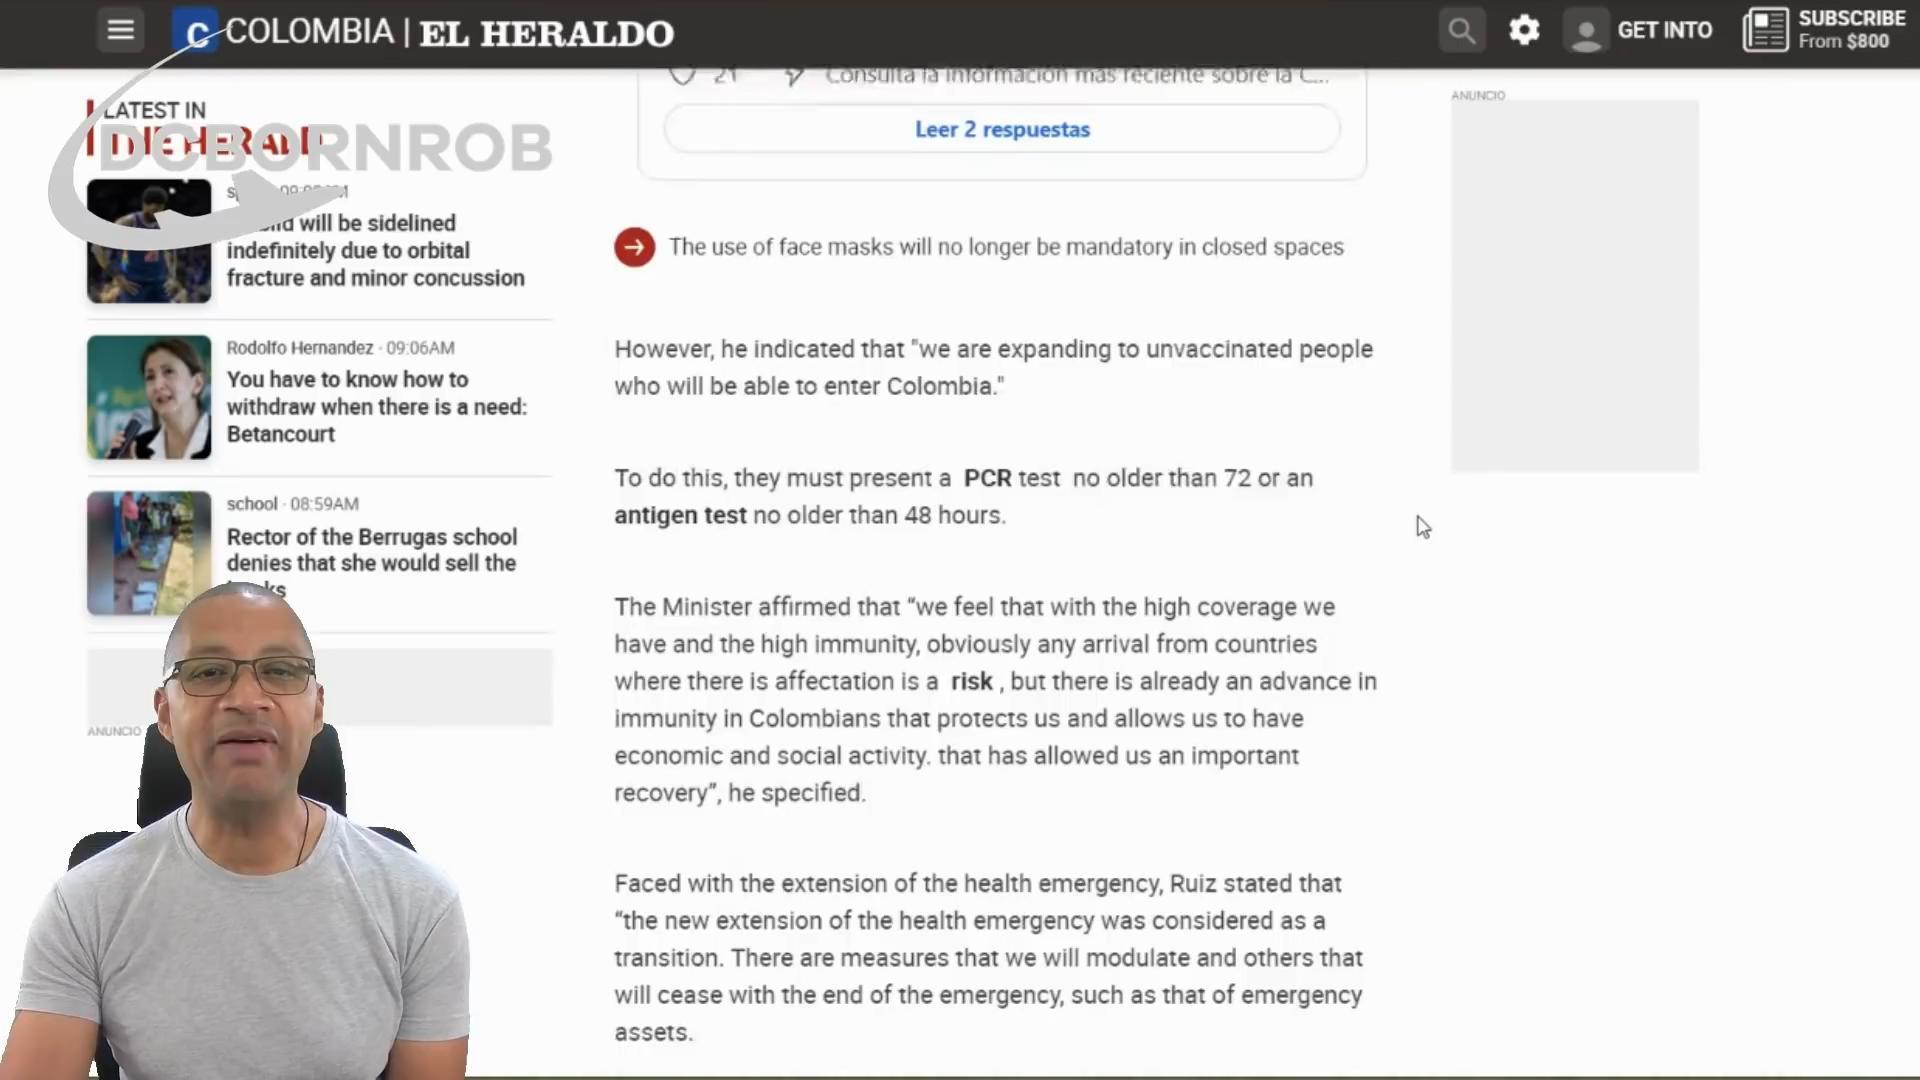 C COLOMBIA | EL HERALDO
GET INTO
SUBSCRIBE
From $800
DCBORNROB
LATEST IN
THE HERALD
will be sidelined
indefinitely due to orbital
fracture and minor concussion
Rodolfo Hernandez · 09:06AM
You have to know how to
withdraw when there is a need:
Betancourt
school · 08:59AM
Rector of the Berrugas school
denies that she would sell the
ANUNCIO
21 Consulta la información más reciente sobre la C...
Leer 2 respuestas
The use of face masks will no longer be mandatory in closed spaces
However, he indicated that "we are expanding to unvaccinated people
who will be able to enter Colombia."
To do this, they must present a PCR test no older than 72 or an
antigen test no older than 48 hours.
The Minister affirmed that “we feel that with the high coverage we
have and the high immunity, obviously any arrival from countries
where there is affectation is a risk , but there is already an advance in
immunity in Colombians that protects us and allows us to have
economic and social activity. that has allowed us an important
recovery”, he specified.
Faced with the extension of the health emergency, Ruiz stated that
“the new extension of the health emergency was considered as a
transition. There are measures that we will modulate and others that
will cease with the end of the emergency, such as that of emergency
assets.
ANUNCIO